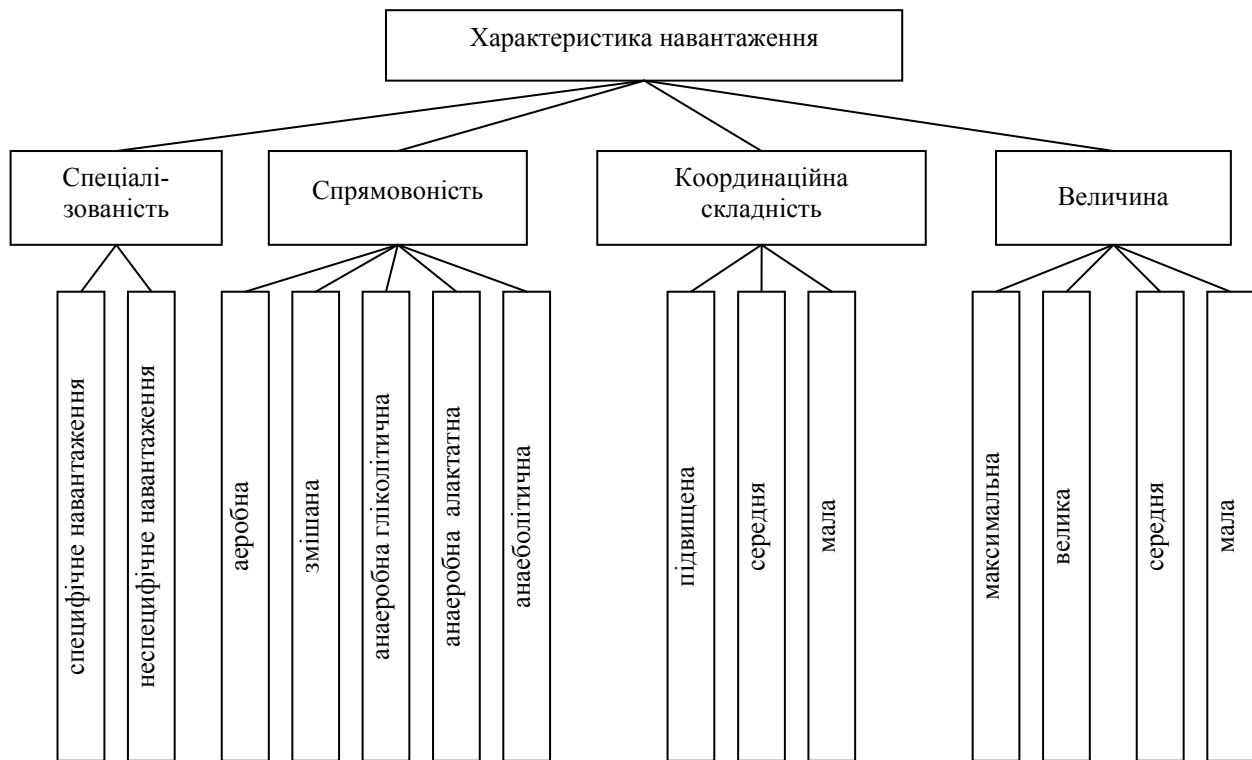 Характеристика навантаження
Спеціалі-
зованість
Спрямовоність
Координаційна
складність
Величина
специфічне навантаження
неспецифічне навантаження
аеробна
змішана
анаеробна гліколітична
анаеробна алактатна
анаеболітична
підвищена
середня
мала
максимальна
велика
середня
мала